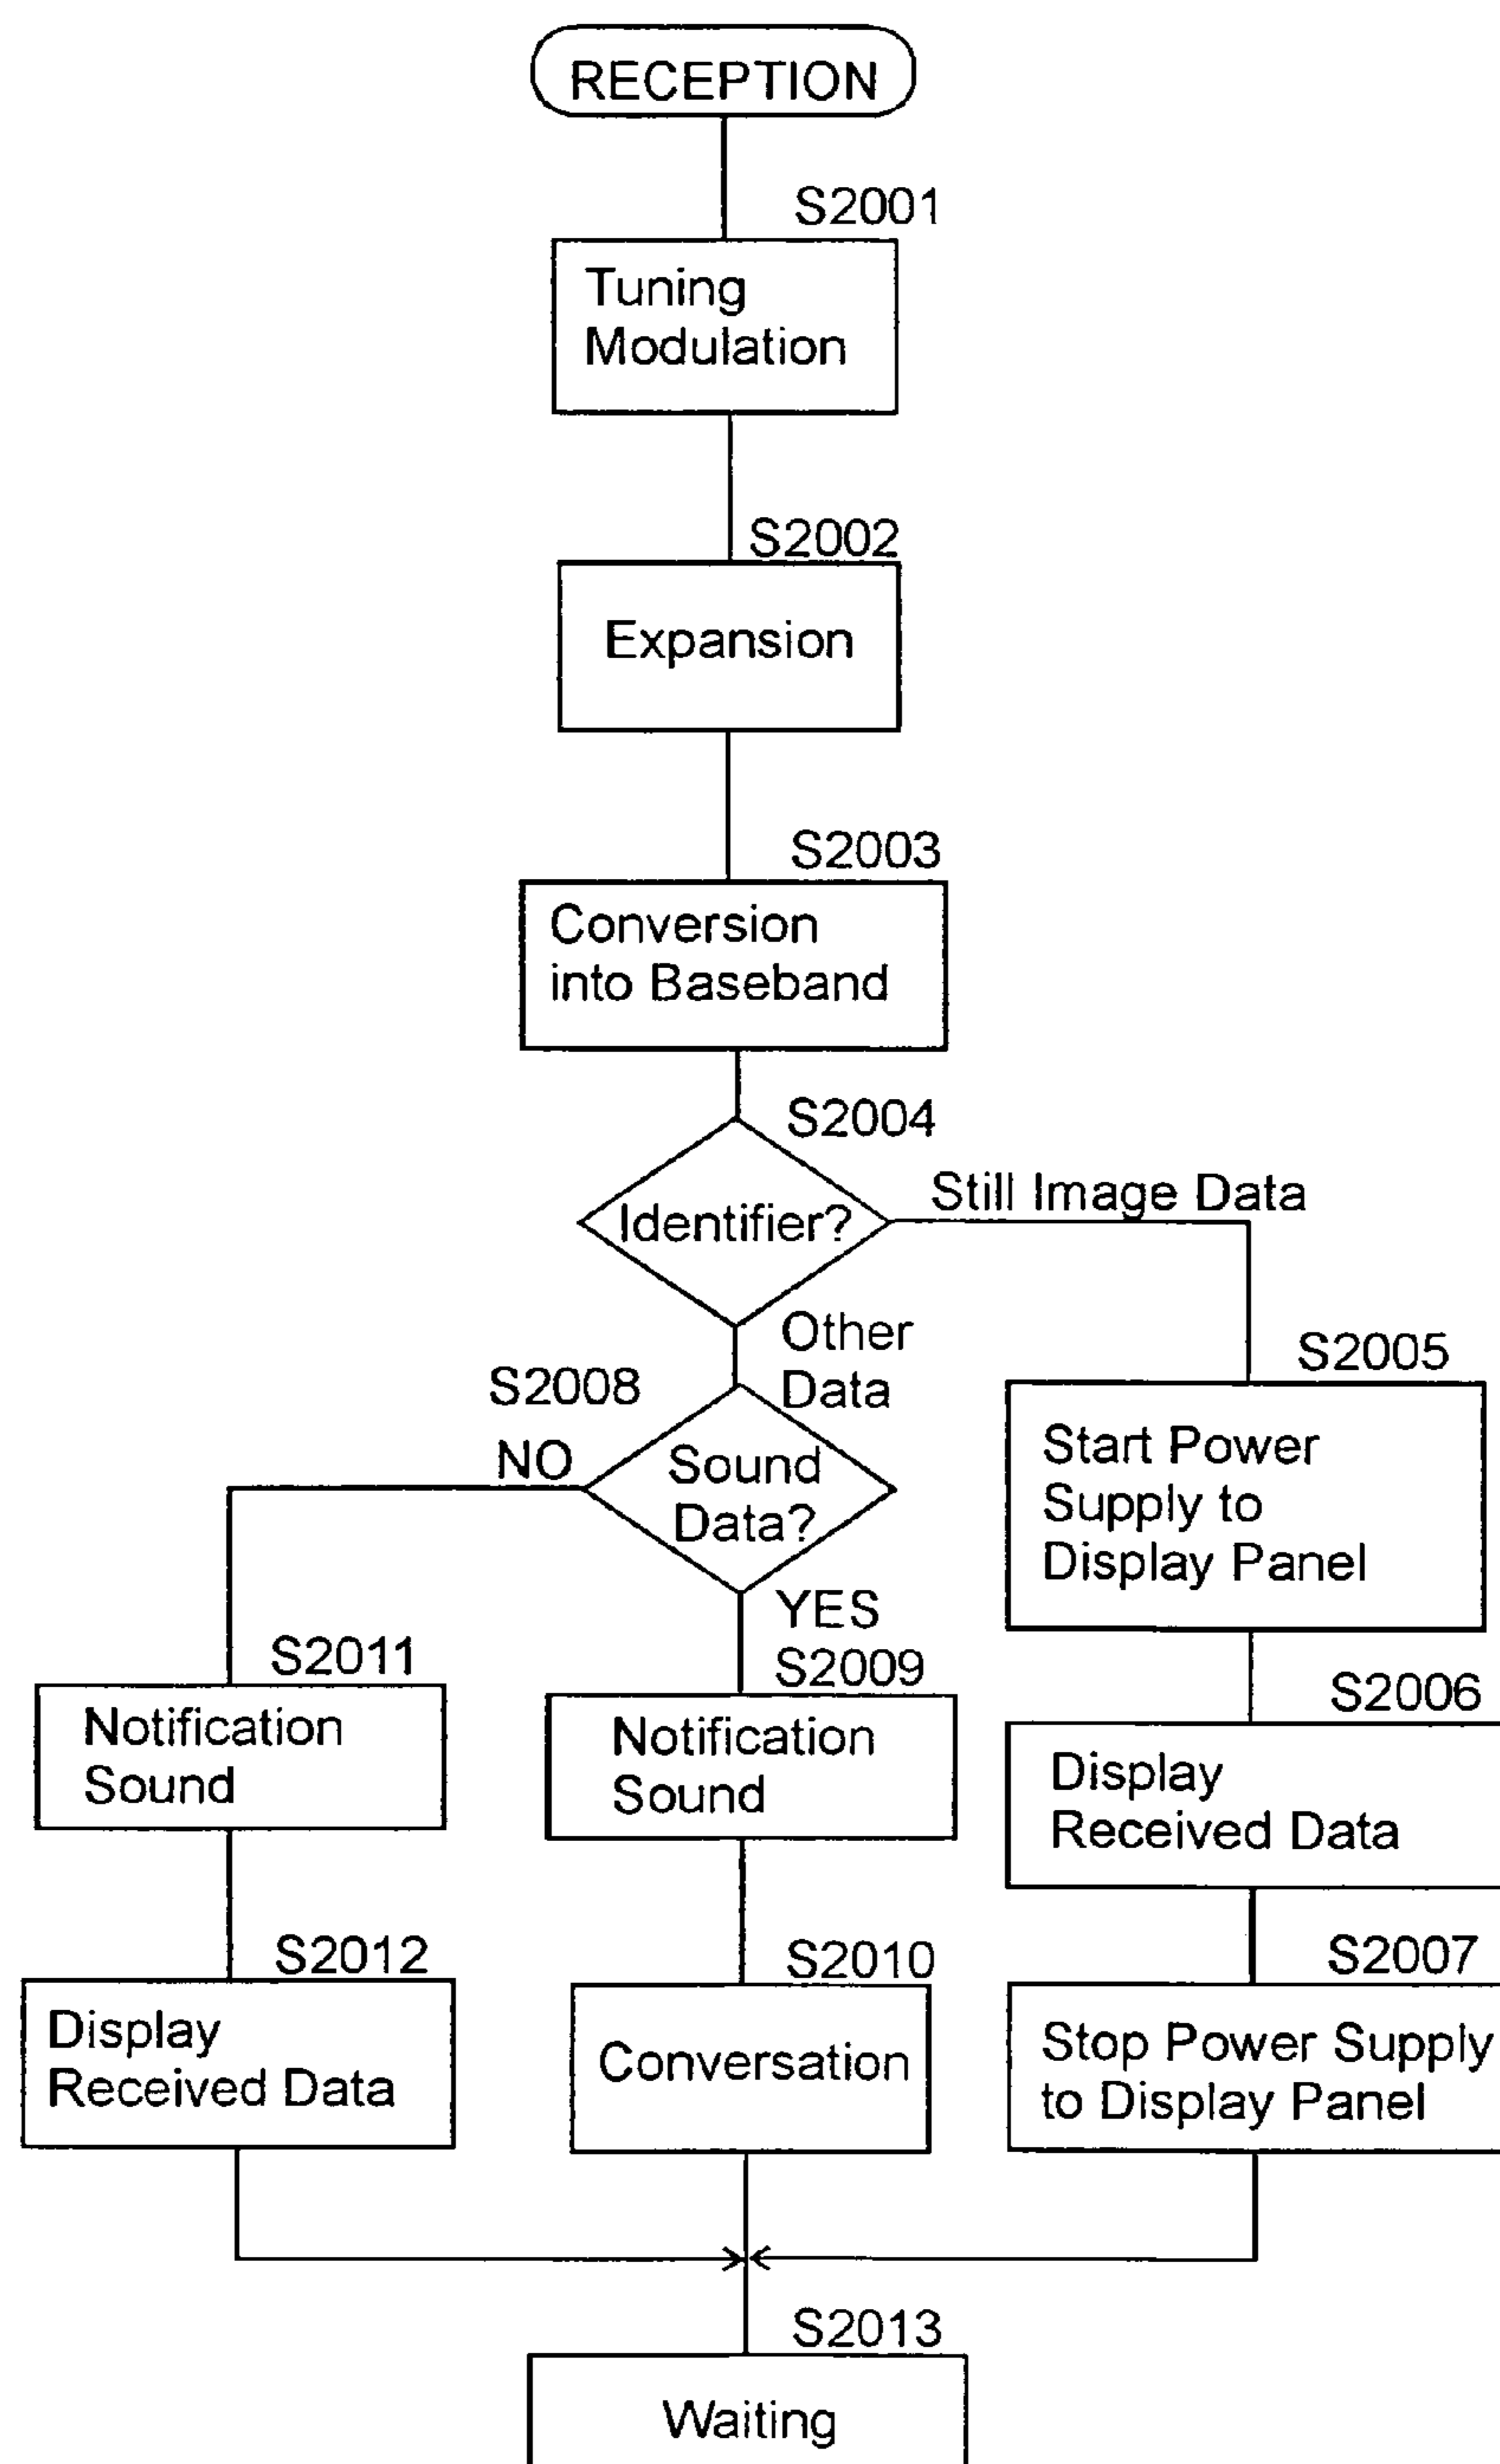 RECEPTION
S2001
Tuning
Modulation
S2002
Expansion
S2003
Conversion
into Baseband
S2004
Identifier?
Still Image Data
Other
Data
S2005
Start Power
Supply to
Display Panel
S2006
Display
Received Data
S2007
Stop Power Supply
to Display Panel
S2008
Sound
Data?
NO
YES
S2009
Notification
Sound
S2010
Conversation
S2011
Notification
Sound
S2012
Display
Received Data
S2013
Waiting